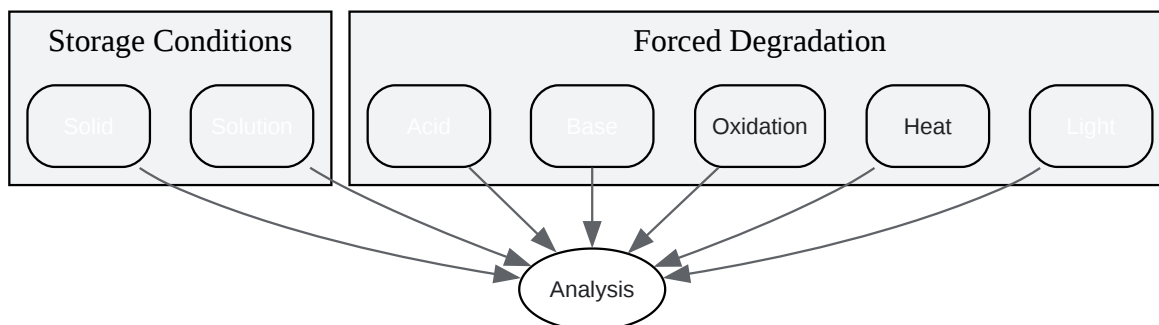 Storage Conditions
Forced Degradation
Solid
Solution
Acid
Base
Oxidation
Heat
Light
Analysis